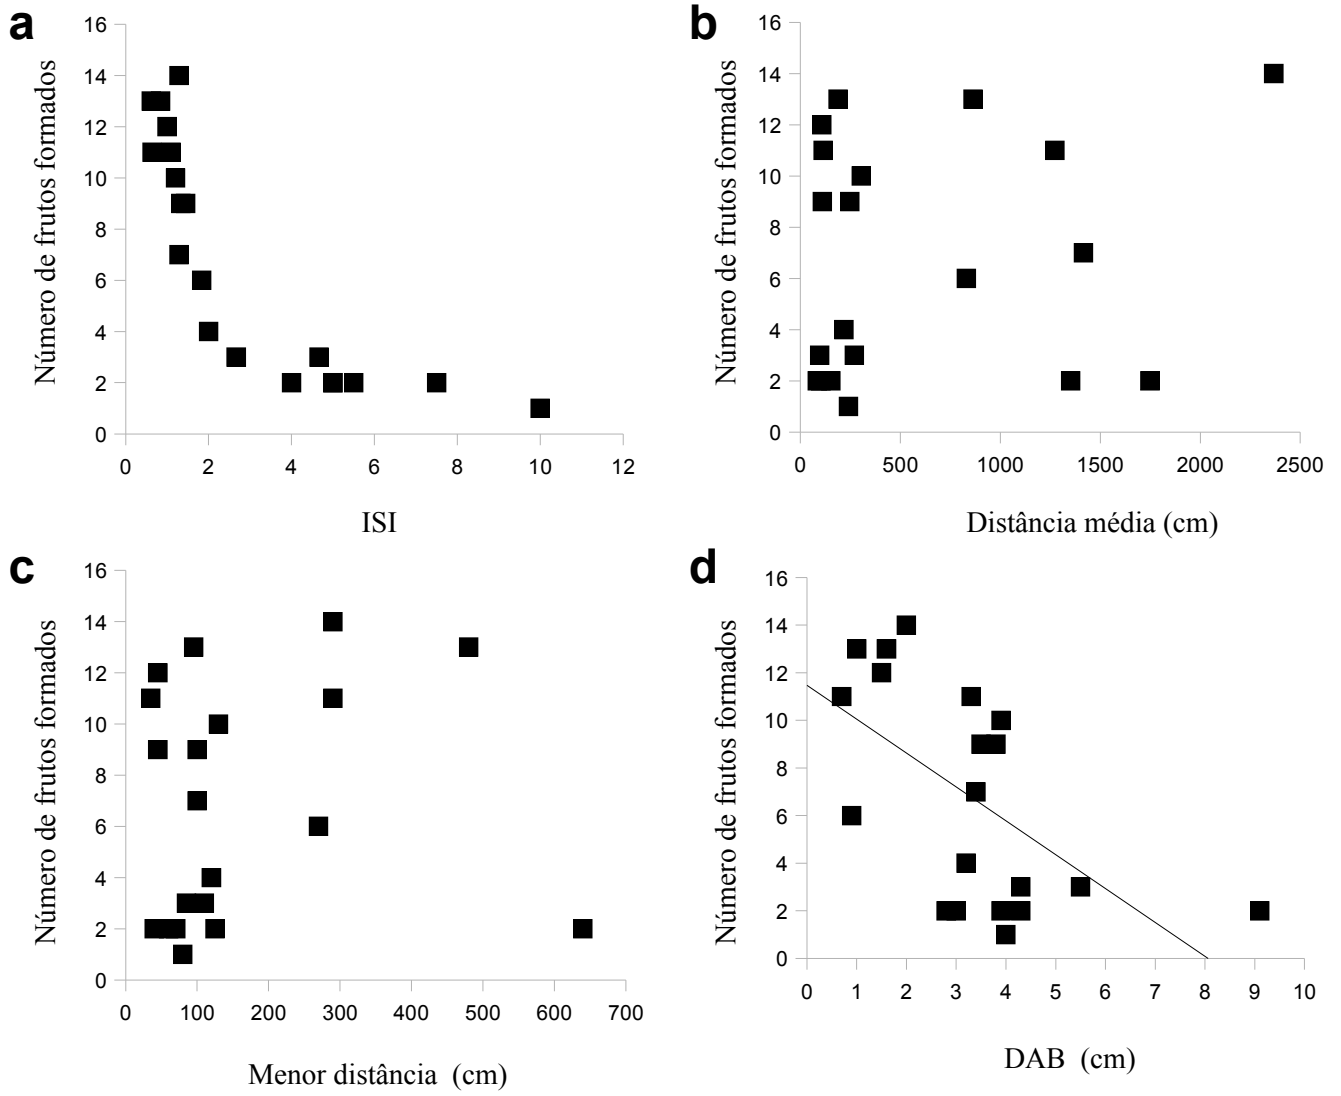 a
16
14
12
10
8
6
4
2
0
Número de frutos formados
0 2 4 6 8 10 12
ISI
b
16
14
12
10
8
6
4
2
0
Número de frutos formados
0 500 1000 1500 2000 2500
Distância média (cm)
c
16
14
12
10
8
6
4
2
0
Número de frutos formados
0 100 200 300 400 500 600 700
Menor distância (cm)
d
16
14
12
10
8
6
4
2
0
Número de frutos formados
0 1 2 3 4 5 6 7 8 9 10
DAB (cm)